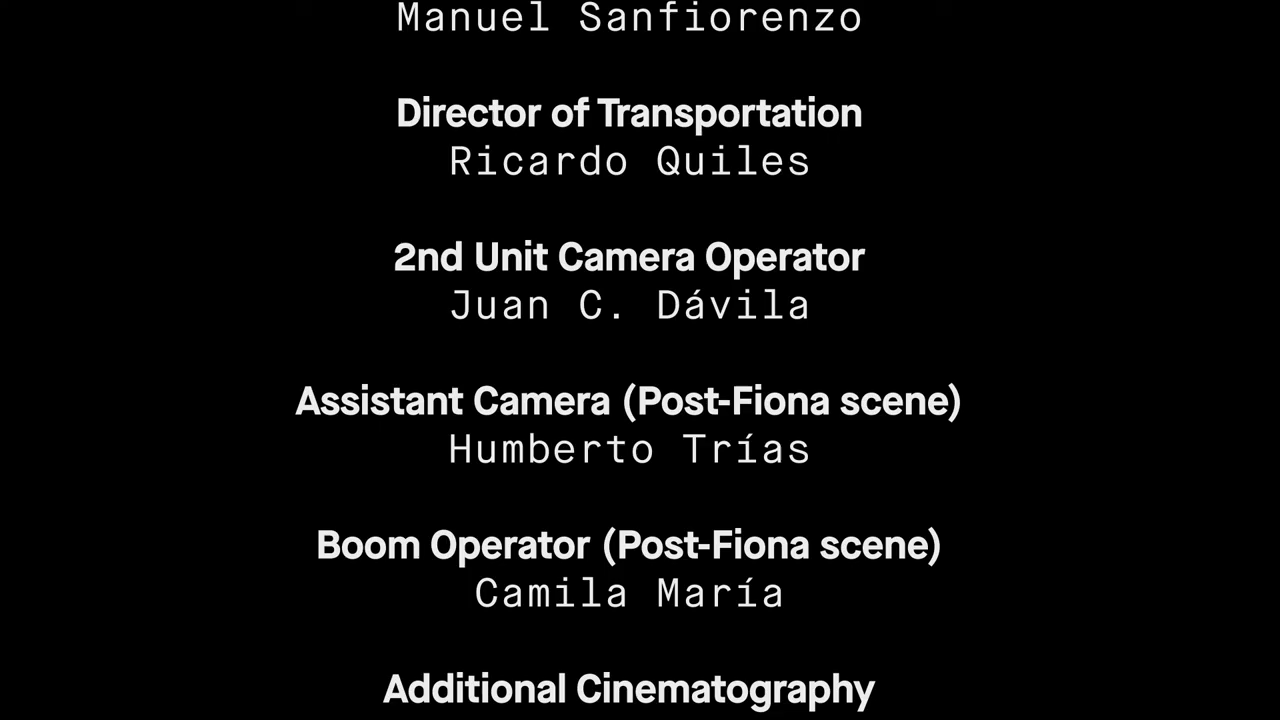 Manuel Sanfiorenzo
Director of Transportation
Ricardo Quiles
2nd Unit Camera Operator
Juan C. Dávila
Assistant Camera (Post-Fiona scene)
Humberto Trías
Boom Operator (Post-Fiona scene)
Camila María
Additional Cinematography